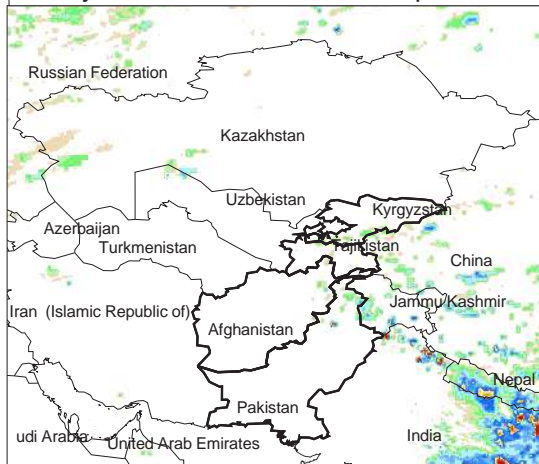 Russian Federation
Kazakhstan
Uzbekistan
Kyrgyzstan
Azerbaijan
Turkmenistan
Tajikistan
China
Iran (Islamic Republic of)
Jammu/Kashmir
Afghanistan
Nepal
Pakistan
udi Arabia
United Arab Emirates
India